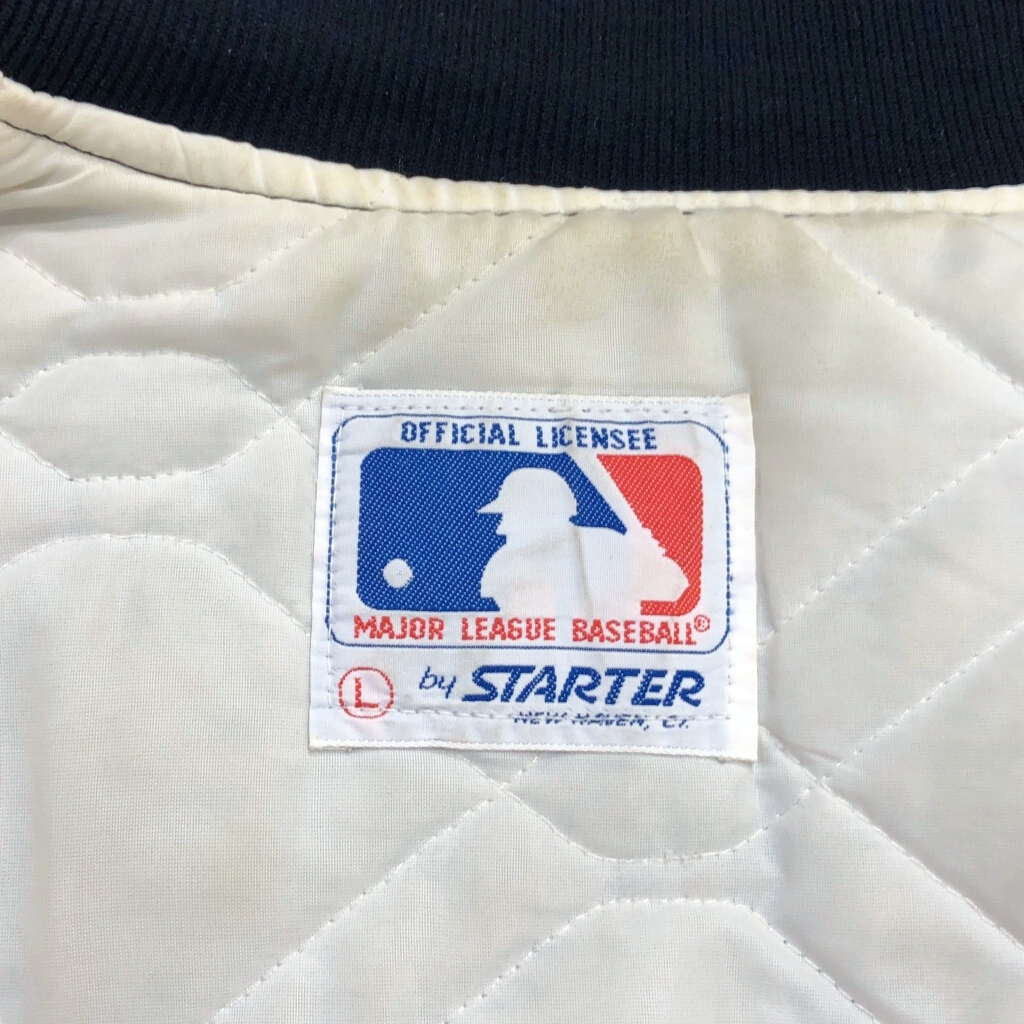 OFFICIAL LICENSEE
MAJOR LEAGUE BASEBALL®
L by STARTER
NEW HAVEN, CT.